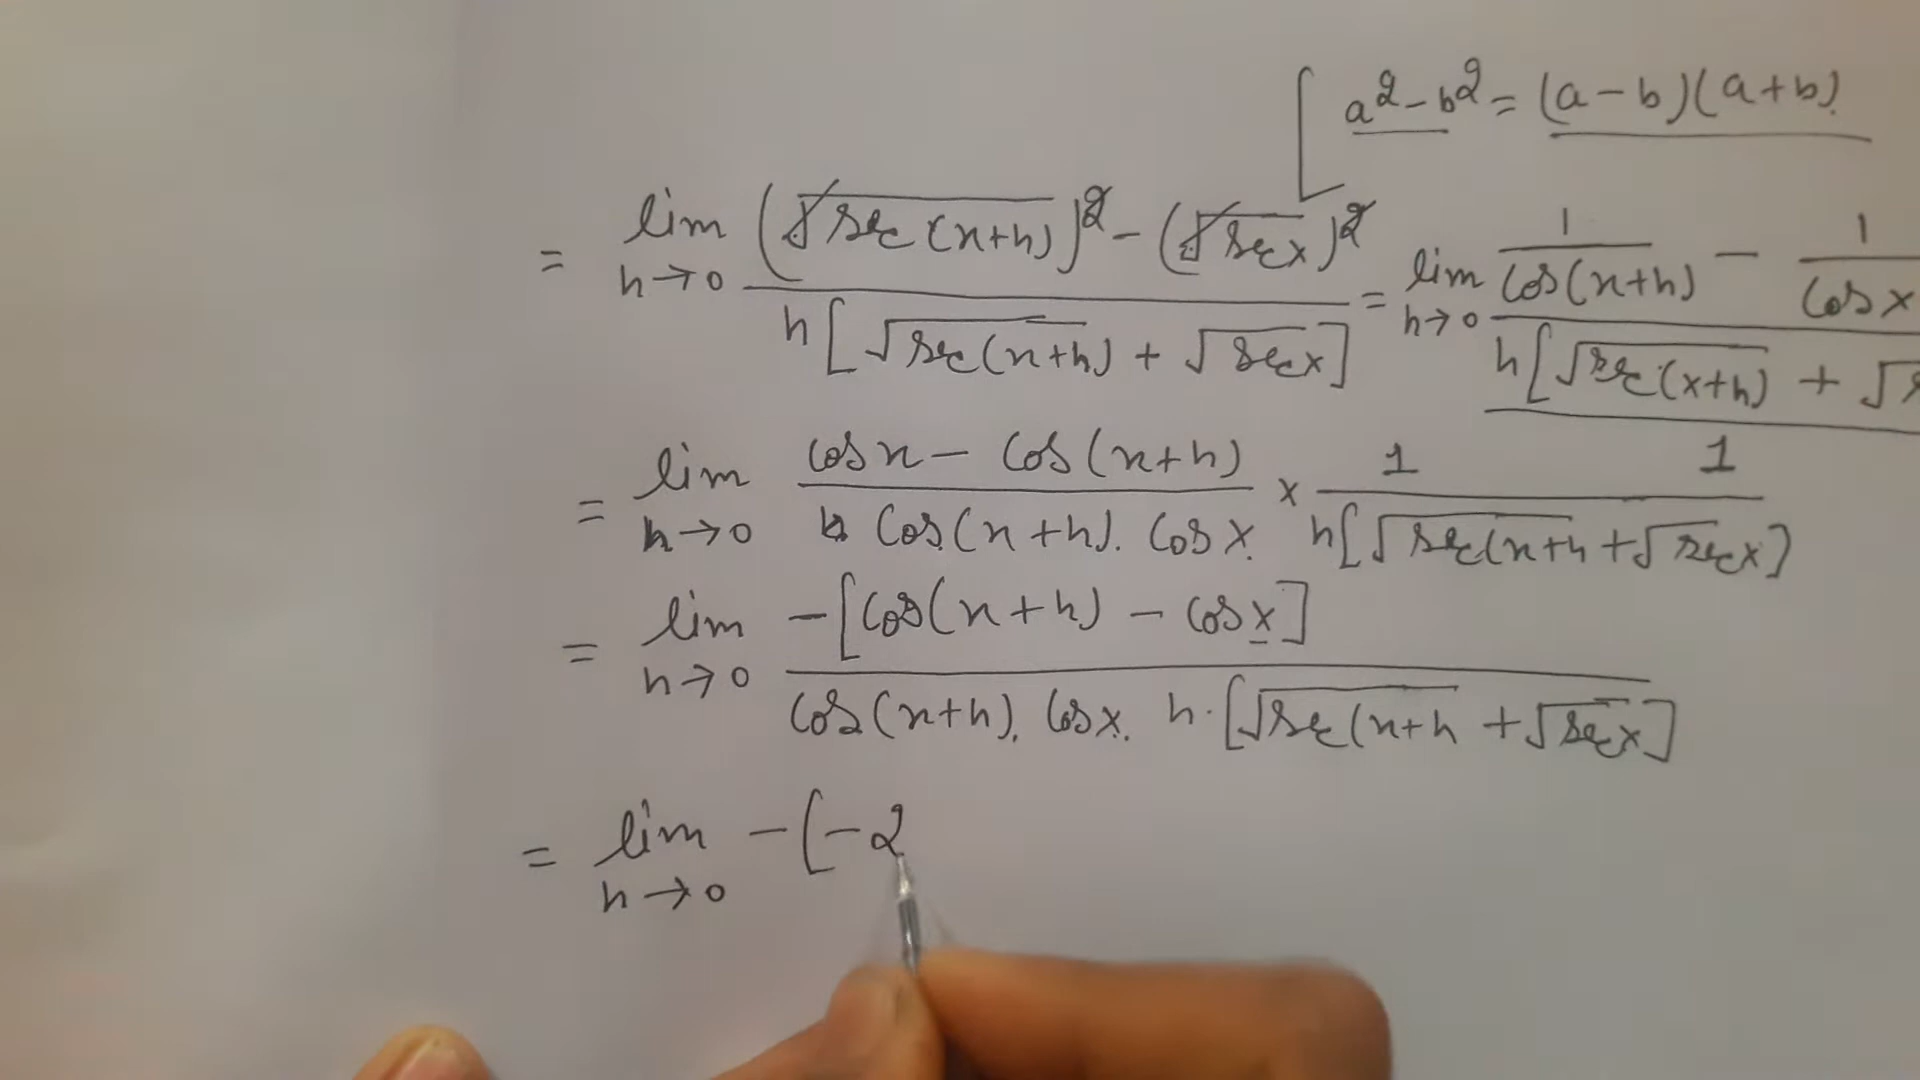 [ a² - b² = (a - b)(a + b)
= lim h→0 (√sec(x+h))² - (√sec x)² / h[√sec(x+h) + √sec x] = lim h→0 1/cos(x+h) - 1/cos x / h[√sec(x+h) + √
= lim h→0 cos x - cos(x+h) / cos(x+h). cos x × 1 1 / h[√sec(x+h + √sec x]
= lim h→0 -[cos(x+h) - cos x] / cos(x+h). cos x. h.[√sec(x+h + √sec x]
= lim h→0 -[-2